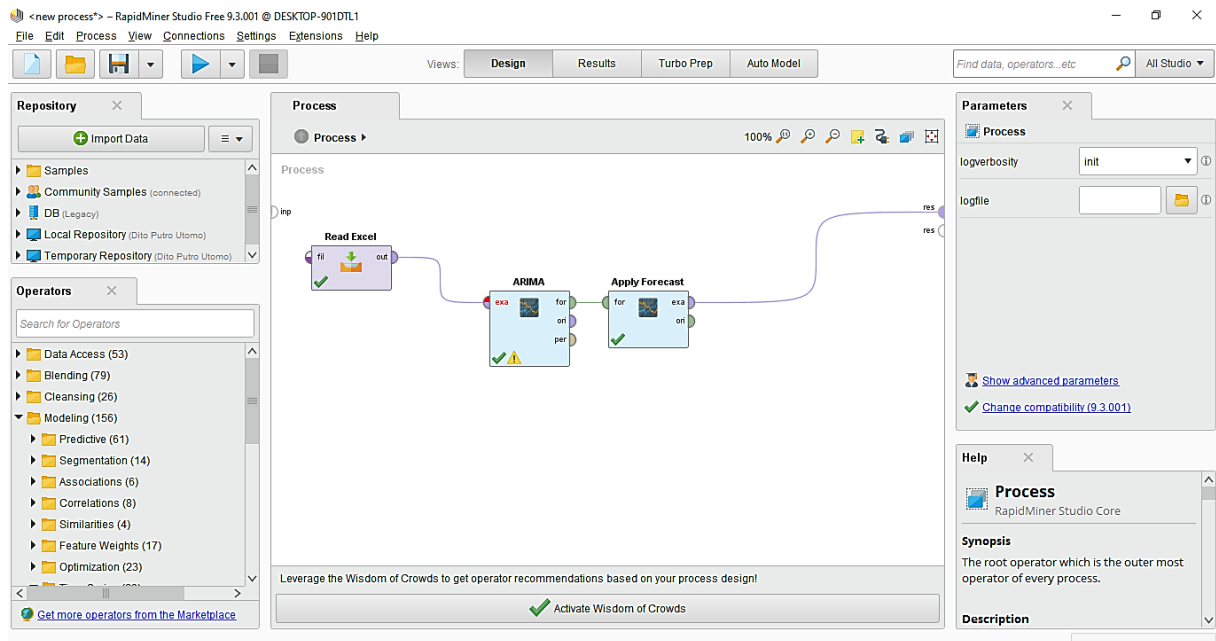 <new process*> – RapidMiner Studio Free 9.3.001 @ DESKTOP-901DTL1
File Edit Process View Connections Settings Extensions Help
Views: Design Results Turbo Prep Auto Model
Find data, operators...etc
All Studio
Repository
Import Data
Samples
Community Samples (connected)
DB (Legacy)
Local Repository (Dito Putro Utomo)
Temporary Repository (Dito Putro Utomo)
Operators
Search for Operators
Data Access (53)
Blending (79)
Cleansing (26)
Modeling (156)
Predictive (61)
Segmentation (14)
Associations (6)
Correlations (8)
Similarities (4)
Feature Weights (17)
Optimization (23)
Get more operators from the Marketplace
Process
Process
100%
Process
inp
res
res
Read Excel
fil out
ARIMA
exa for
ori
per
Apply Forecast
for exa
ori
Leverage the Wisdom of Crowds to get operator recommendations based on your process design!
Activate Wisdom of Crowds
Parameters
Process
logverbosity init
logfile
Show advanced parameters
Change compatibility (9.3.001)
Help
Process
RapidMiner Studio Core
Synopsis
The root operator which is the outer most
operator of every process.
Description